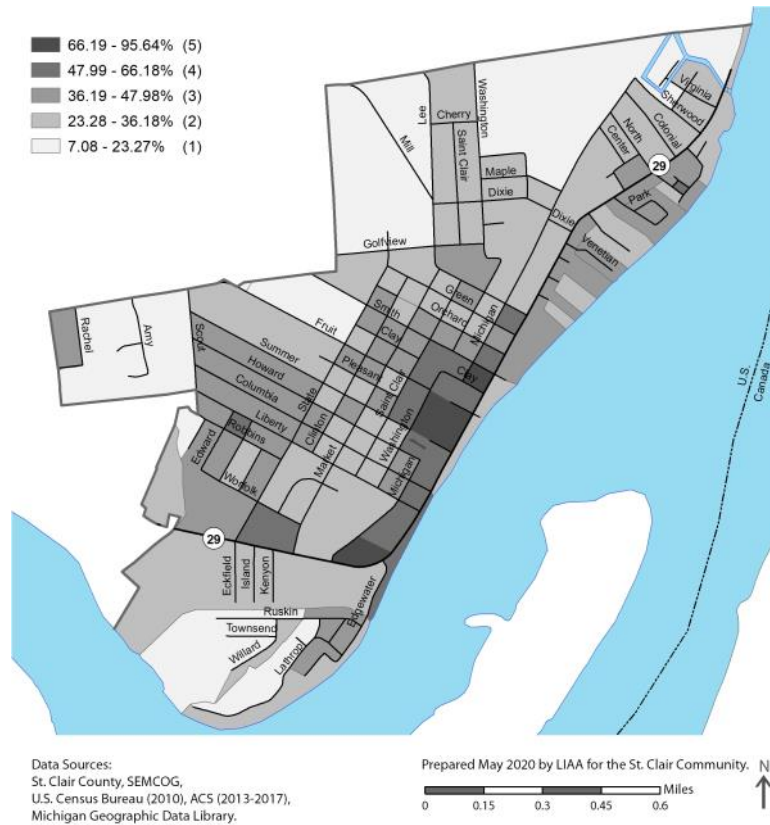 66.19 - 95.64% (5)
47.99 - 66.18% (4)
36.19 - 47.98% (3)
23.28 - 36.18% (2)
7.08 - 23.27% (1)
Lee
Washington
Cherry
Mill
Saint Clair
Maple
Dixie
Dixie
Golfview
Virginia
Sherwood
Colonial
North
Center
29
Park
Venetian
Green
Orchard
Michigan
Smith
Clay
Fruit
Pleasant
Clay
Saint Clair
Rachel
Amy
Scout
Summer
Howard
Columbia
Liberty
State
Clinton
Washington
Market
Michigan
Robbins
Edward
Worfolk
29
Eckfield
Island
Kenyon
Edgewater
Ruskin
Townsend
Willard
Lathrop
U.S.
Canada
Data Sources:
St. Clair County, SEMCOG,
U.S. Census Bureau (2010), ACS (2013-2017),
Michigan Geographic Data Library.
Prepared May 2020 by LIAA for the St. Clair Community.
N
Miles
0 0.15 0.3 0.45 0.6